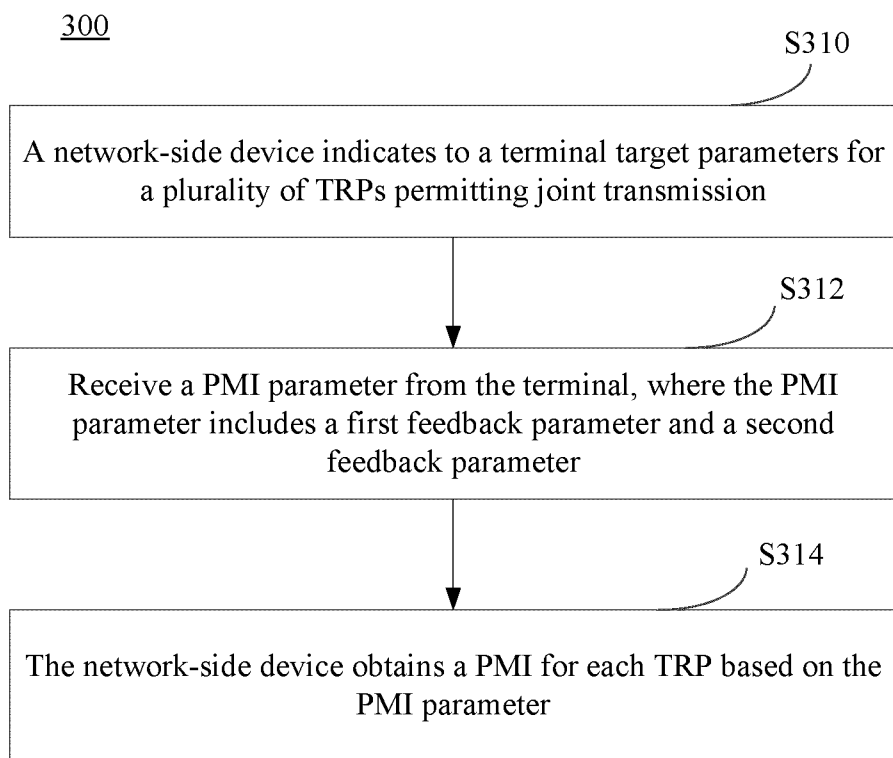 300
S310
A network-side device indicates to a terminal target parameters for
a plurality of TRPs permitting joint transmission
S312
Receive a PMI parameter from the terminal, where the PMI
parameter includes a first feedback parameter and a second
feedback parameter
S314
The network-side device obtains a PMI for each TRP based on the
PMI parameter